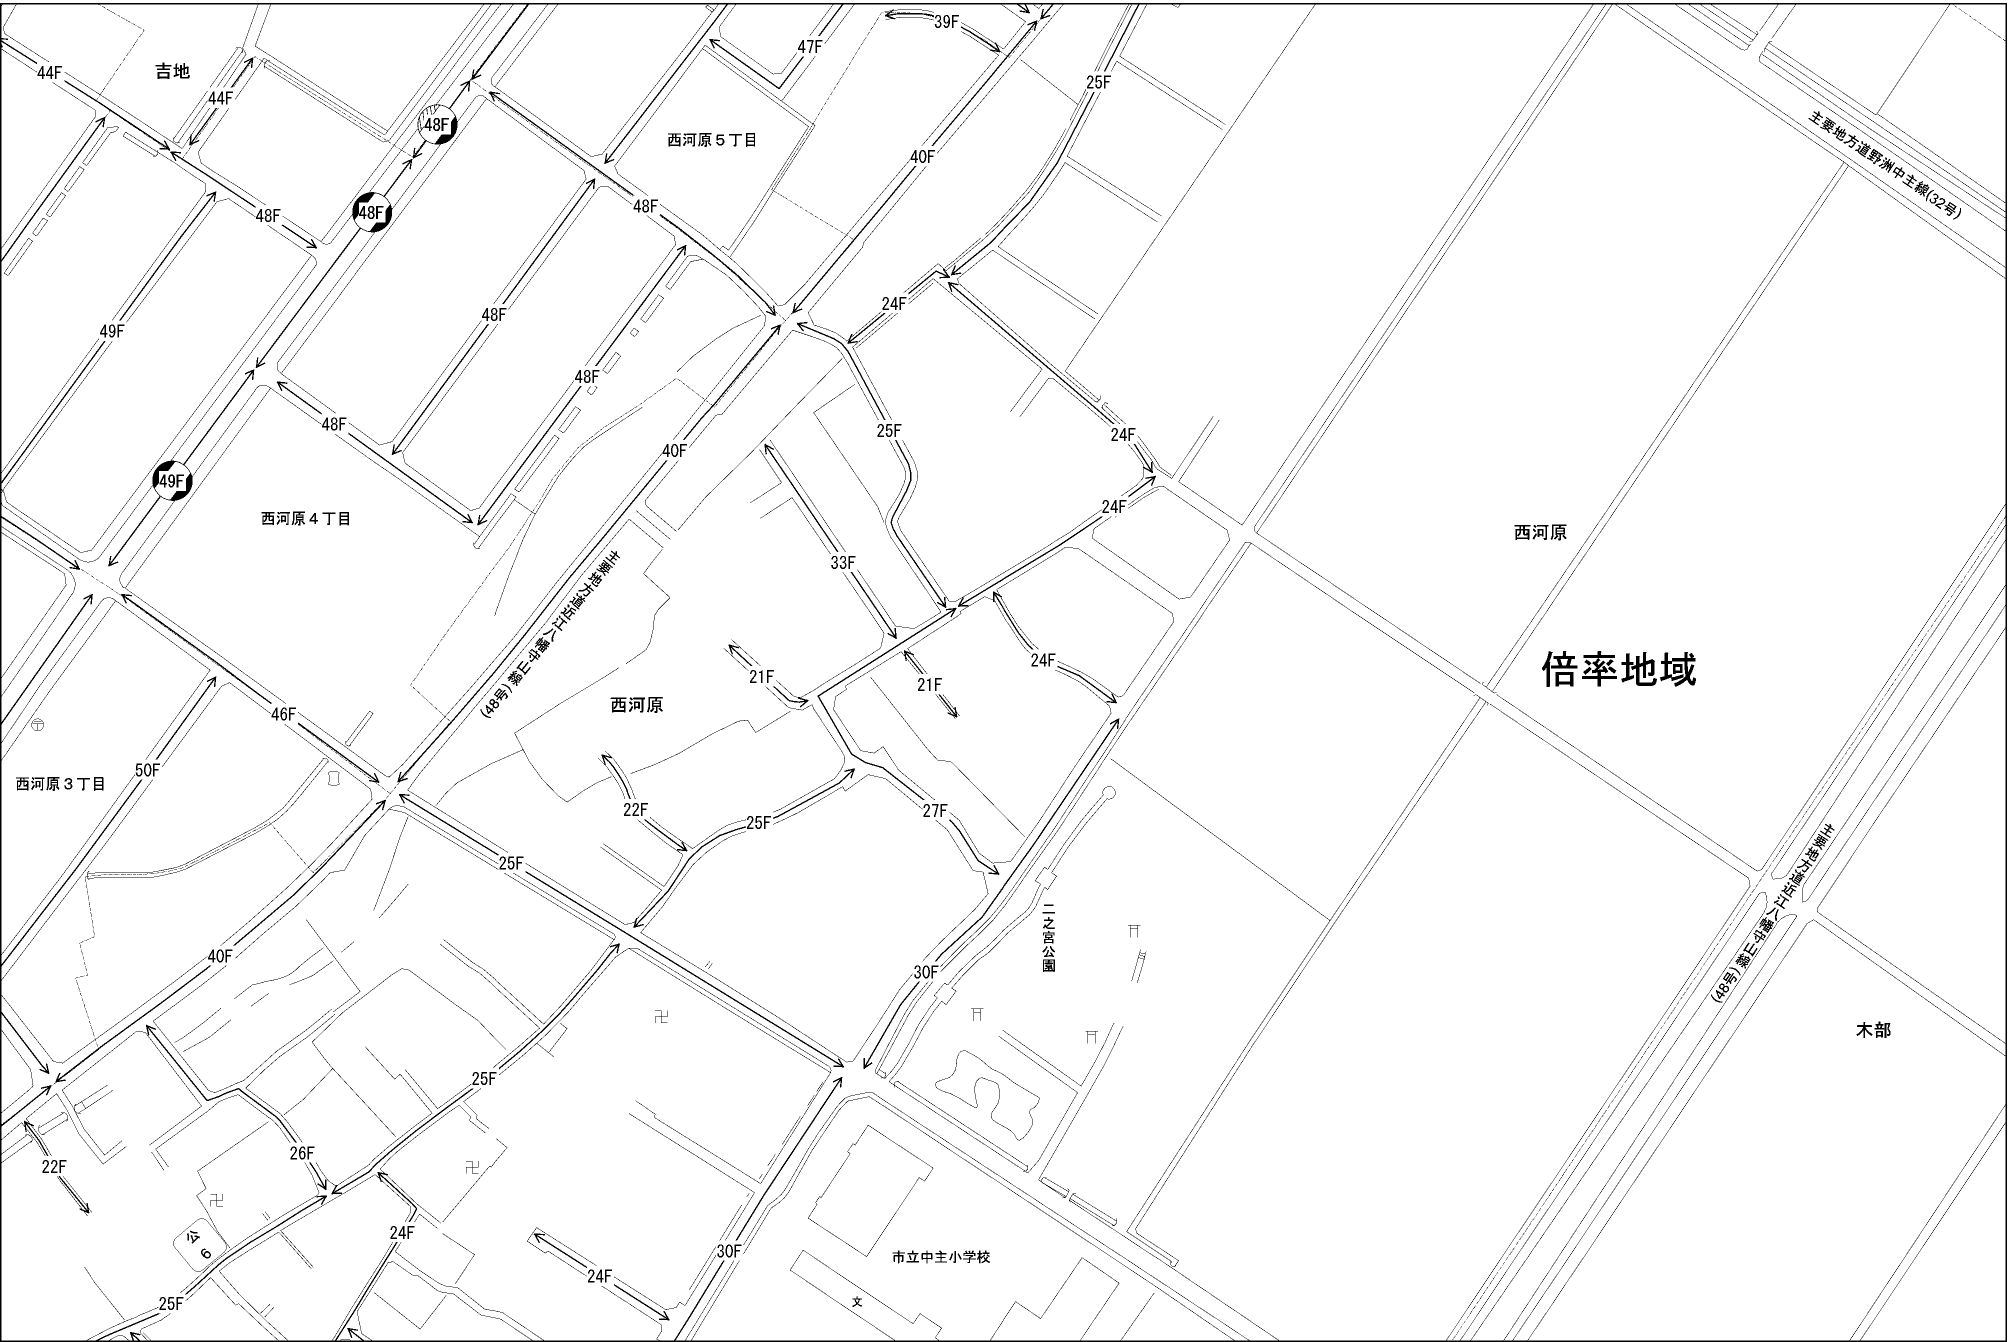 39F
47F
44F
吉地
25F
44F
48F
西河原5丁目
主要地方道野洲中主線(32号)
40F
48F
48F
48F
24F
48F
49F
48F
48F
25F
24F
40F
49F
24F
西河原4丁目
西河原
33F
主要地方道近江八幡守山線(48号)
24F
倍率地域
21F
21F
西河原
46F
50F
西河原3丁目
22F
25F
27F
主要地方道近江八幡守山線(48号)
25F
二之宮公園
40F
30F
木部
25F
26F
22F
24F
公6
30F
市立中主小学校
24F
文
25F